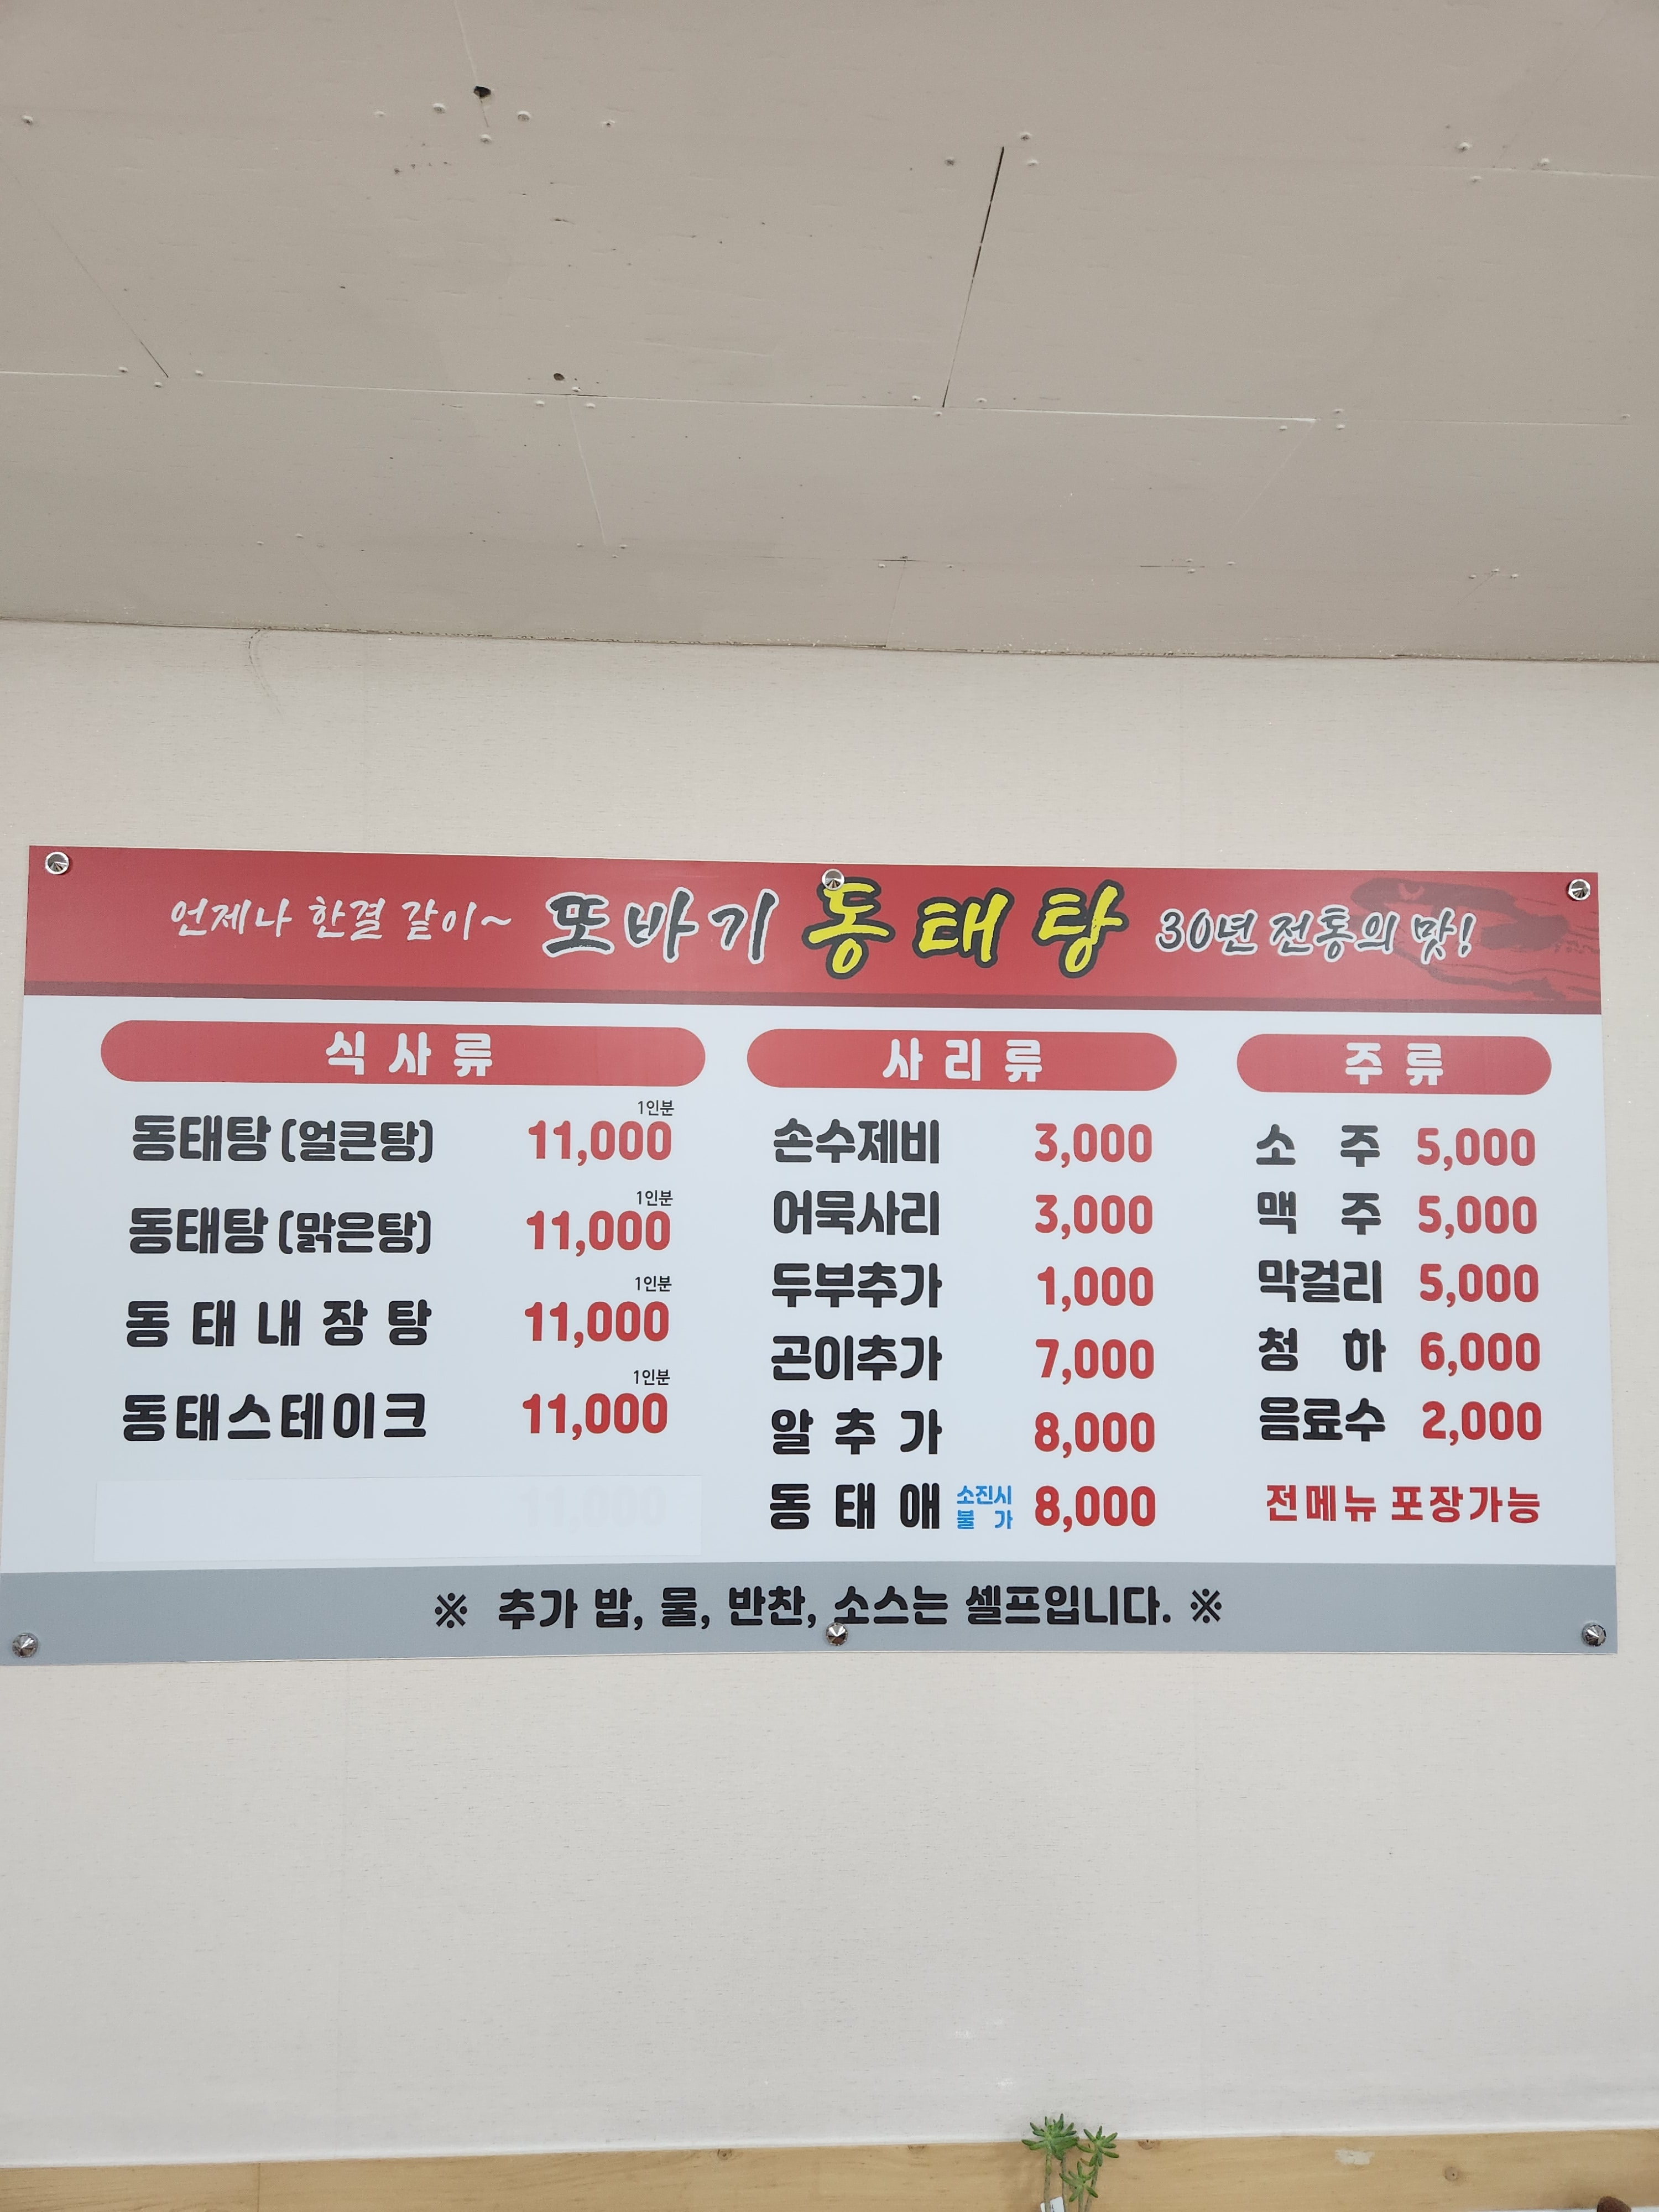 언제나 한결 같이~ 또바기 동태탕 30년 전통의 맛!
식사류
동태탕 (얼큰탕) 1인분 11,000
동태탕 (맑은탕) 1인분 11,000
동태내장탕 1인분 11,000
동태스테이크 1인분 11,000
11,000
사리류
손수제비 3,000
어묵사리 3,000
두부추가 1,000
곤이추가 7,000
알추가 8,000
동태애 소진시 불가 8,000
주류
소주 5,000
맥주 5,000
막걸리 5,000
청하 6,000
음료수 2,000
전메뉴 포장가능
※ 추가 밥, 물, 반찬, 소스는 셀프입니다. ※